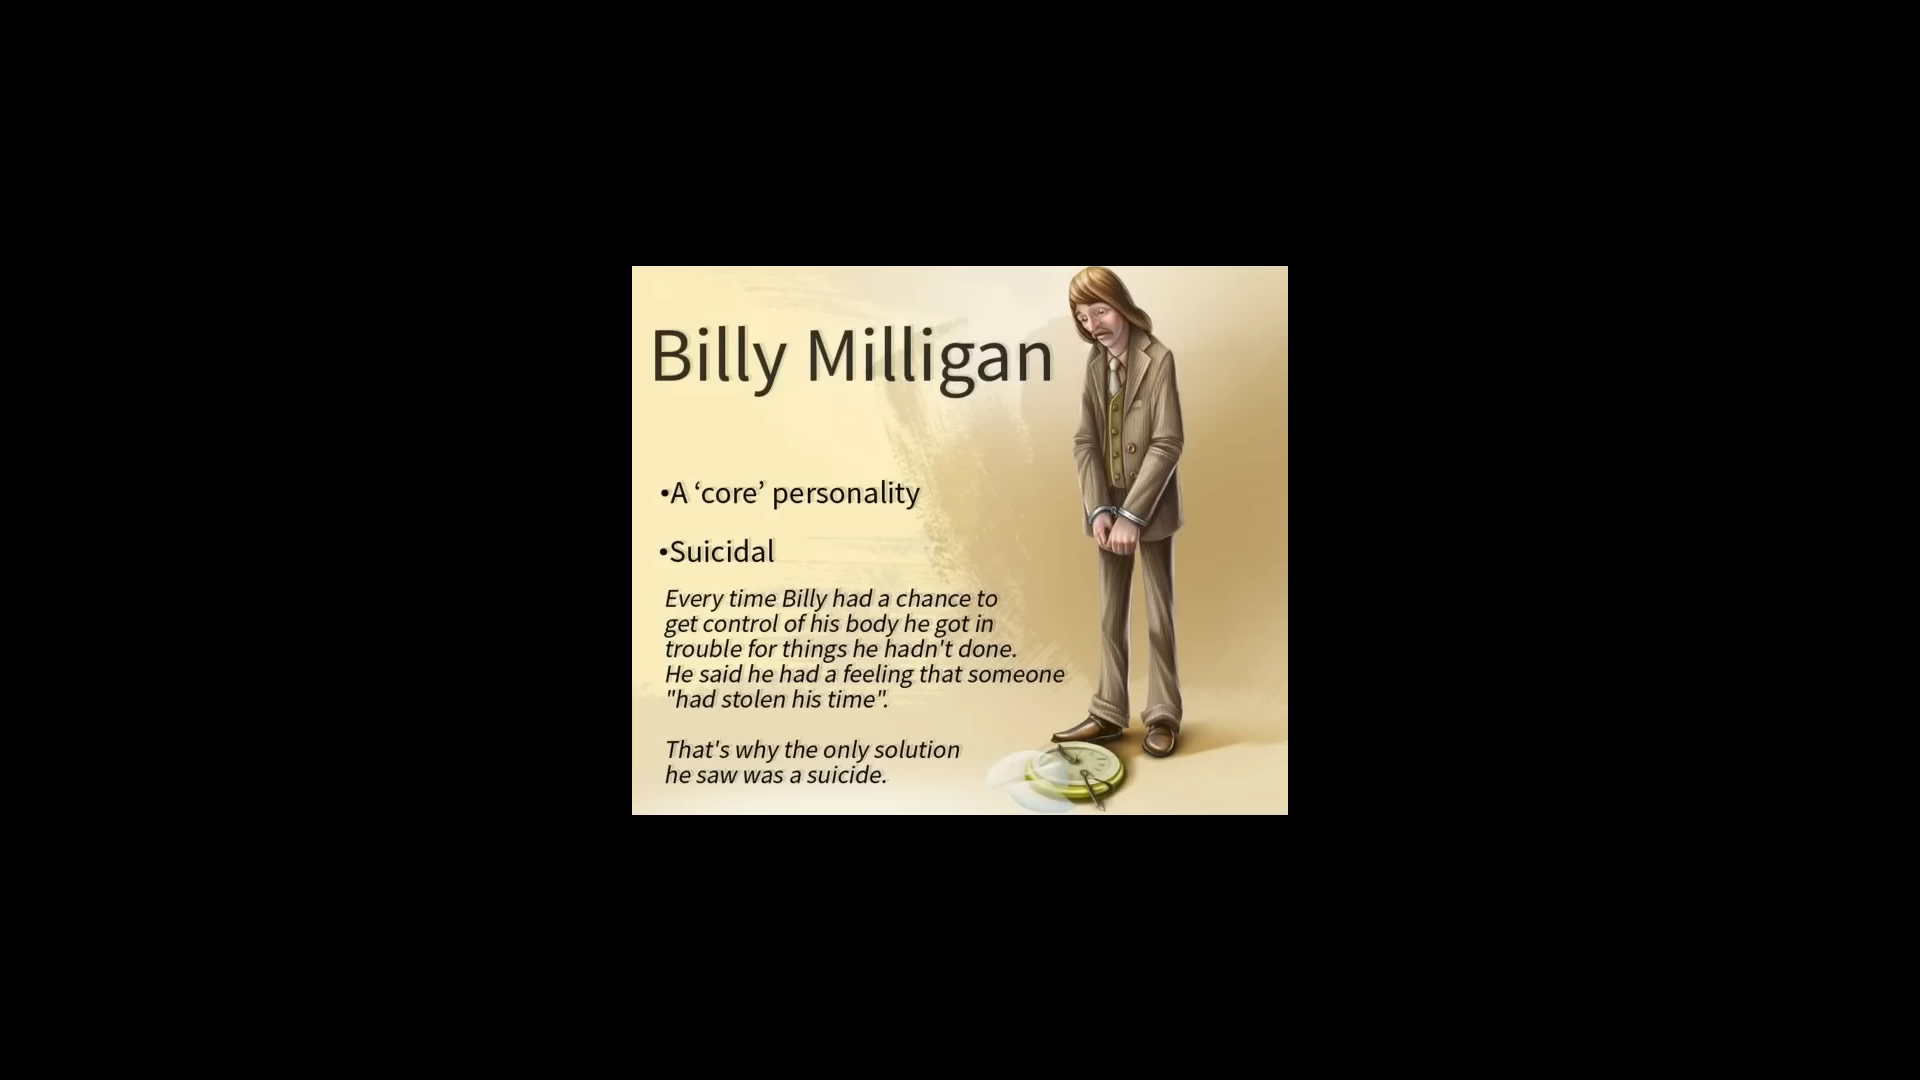 Billy Milligan
•A ‘core’ personality
•Suicidal
Every time Billy had a chance to
get control of his body he got in
trouble for things he hadn't done.
He said he had a feeling that someone
"had stolen his time".
That's why the only solution
he saw was a suicide.